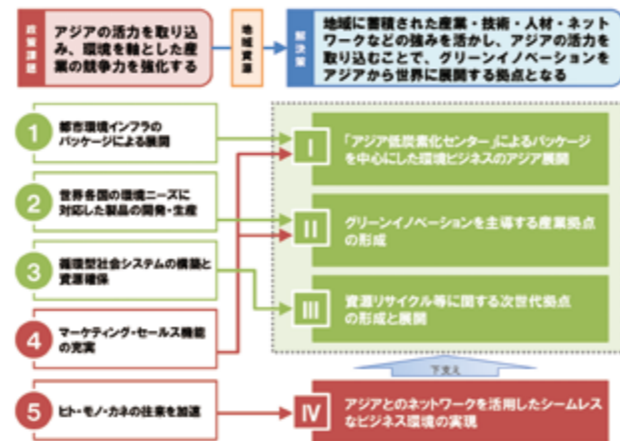 政策課題
アジアの活力を取り込
み、環境を軸とした産
業の競争力を強化する
地域資源
解決策
地域に蓄積された産業・技術・人材・ネット
ワークなどの強みを活かし、アジアの活力を
取り込むことで、グリーンイノベーションを
アジアから世界に展開する拠点となる
1
都市環境インフラの
パッケージによる展開
2
世界各国の環境ニーズに
対応した製品の開発・生産
3
循環型社会システムの構築と
資源確保
4
マーケティング・セールス機能
の充実
5
ヒト・モノ・カネの往来を加速
I
「アジア低炭素化センター」によるパッケージ
を中心にした環境ビジネスのアジア展開
II
グリーンイノベーションを主導する産業拠点
の形成
III
資源リサイクル等に関する次世代拠点
の形成と展開
下支え
IV
アジアとのネットワークを活用したシームレス
なビジネス環境の実現